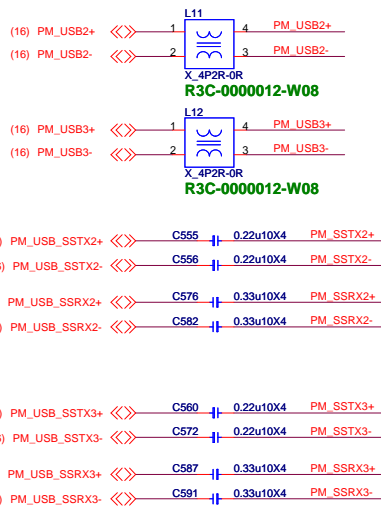 L11
(16) PM_USB2+ 1 4 PM_USB2+
(16) PM_USB2- 2 3 PM_USB2-
X_4P2R-0R
R3C-0000012-W08
L12
(16) PM_USB3+ 1 4 PM_USB3+
(16) PM_USB3- 2 3 PM_USB3-
X_4P2R-0R
R3C-0000012-W08
) PM_USB_SSTX2+ C555 0.22u10X4 PM_SSTX2+
) PM_USB_SSTX2- C556 0.22u10X4 PM_SSTX2-
PM_USB_SSRX2+ C576 0.33u10X4 PM_SSRX2+
) PM_USB_SSRX2- C582 0.33u10X4 PM_SSRX2-
) PM_USB_SSTX3+ C560 0.22u10X4 PM_SSTX3+
) PM_USB_SSTX3- C572 0.22u10X4 PM_SSTX3-
PM_USB_SSRX3+ C587 0.33u10X4 PM_SSRX3+
) PM_USB_SSRX3- C591 0.33u10X4 PM_SSRX3-